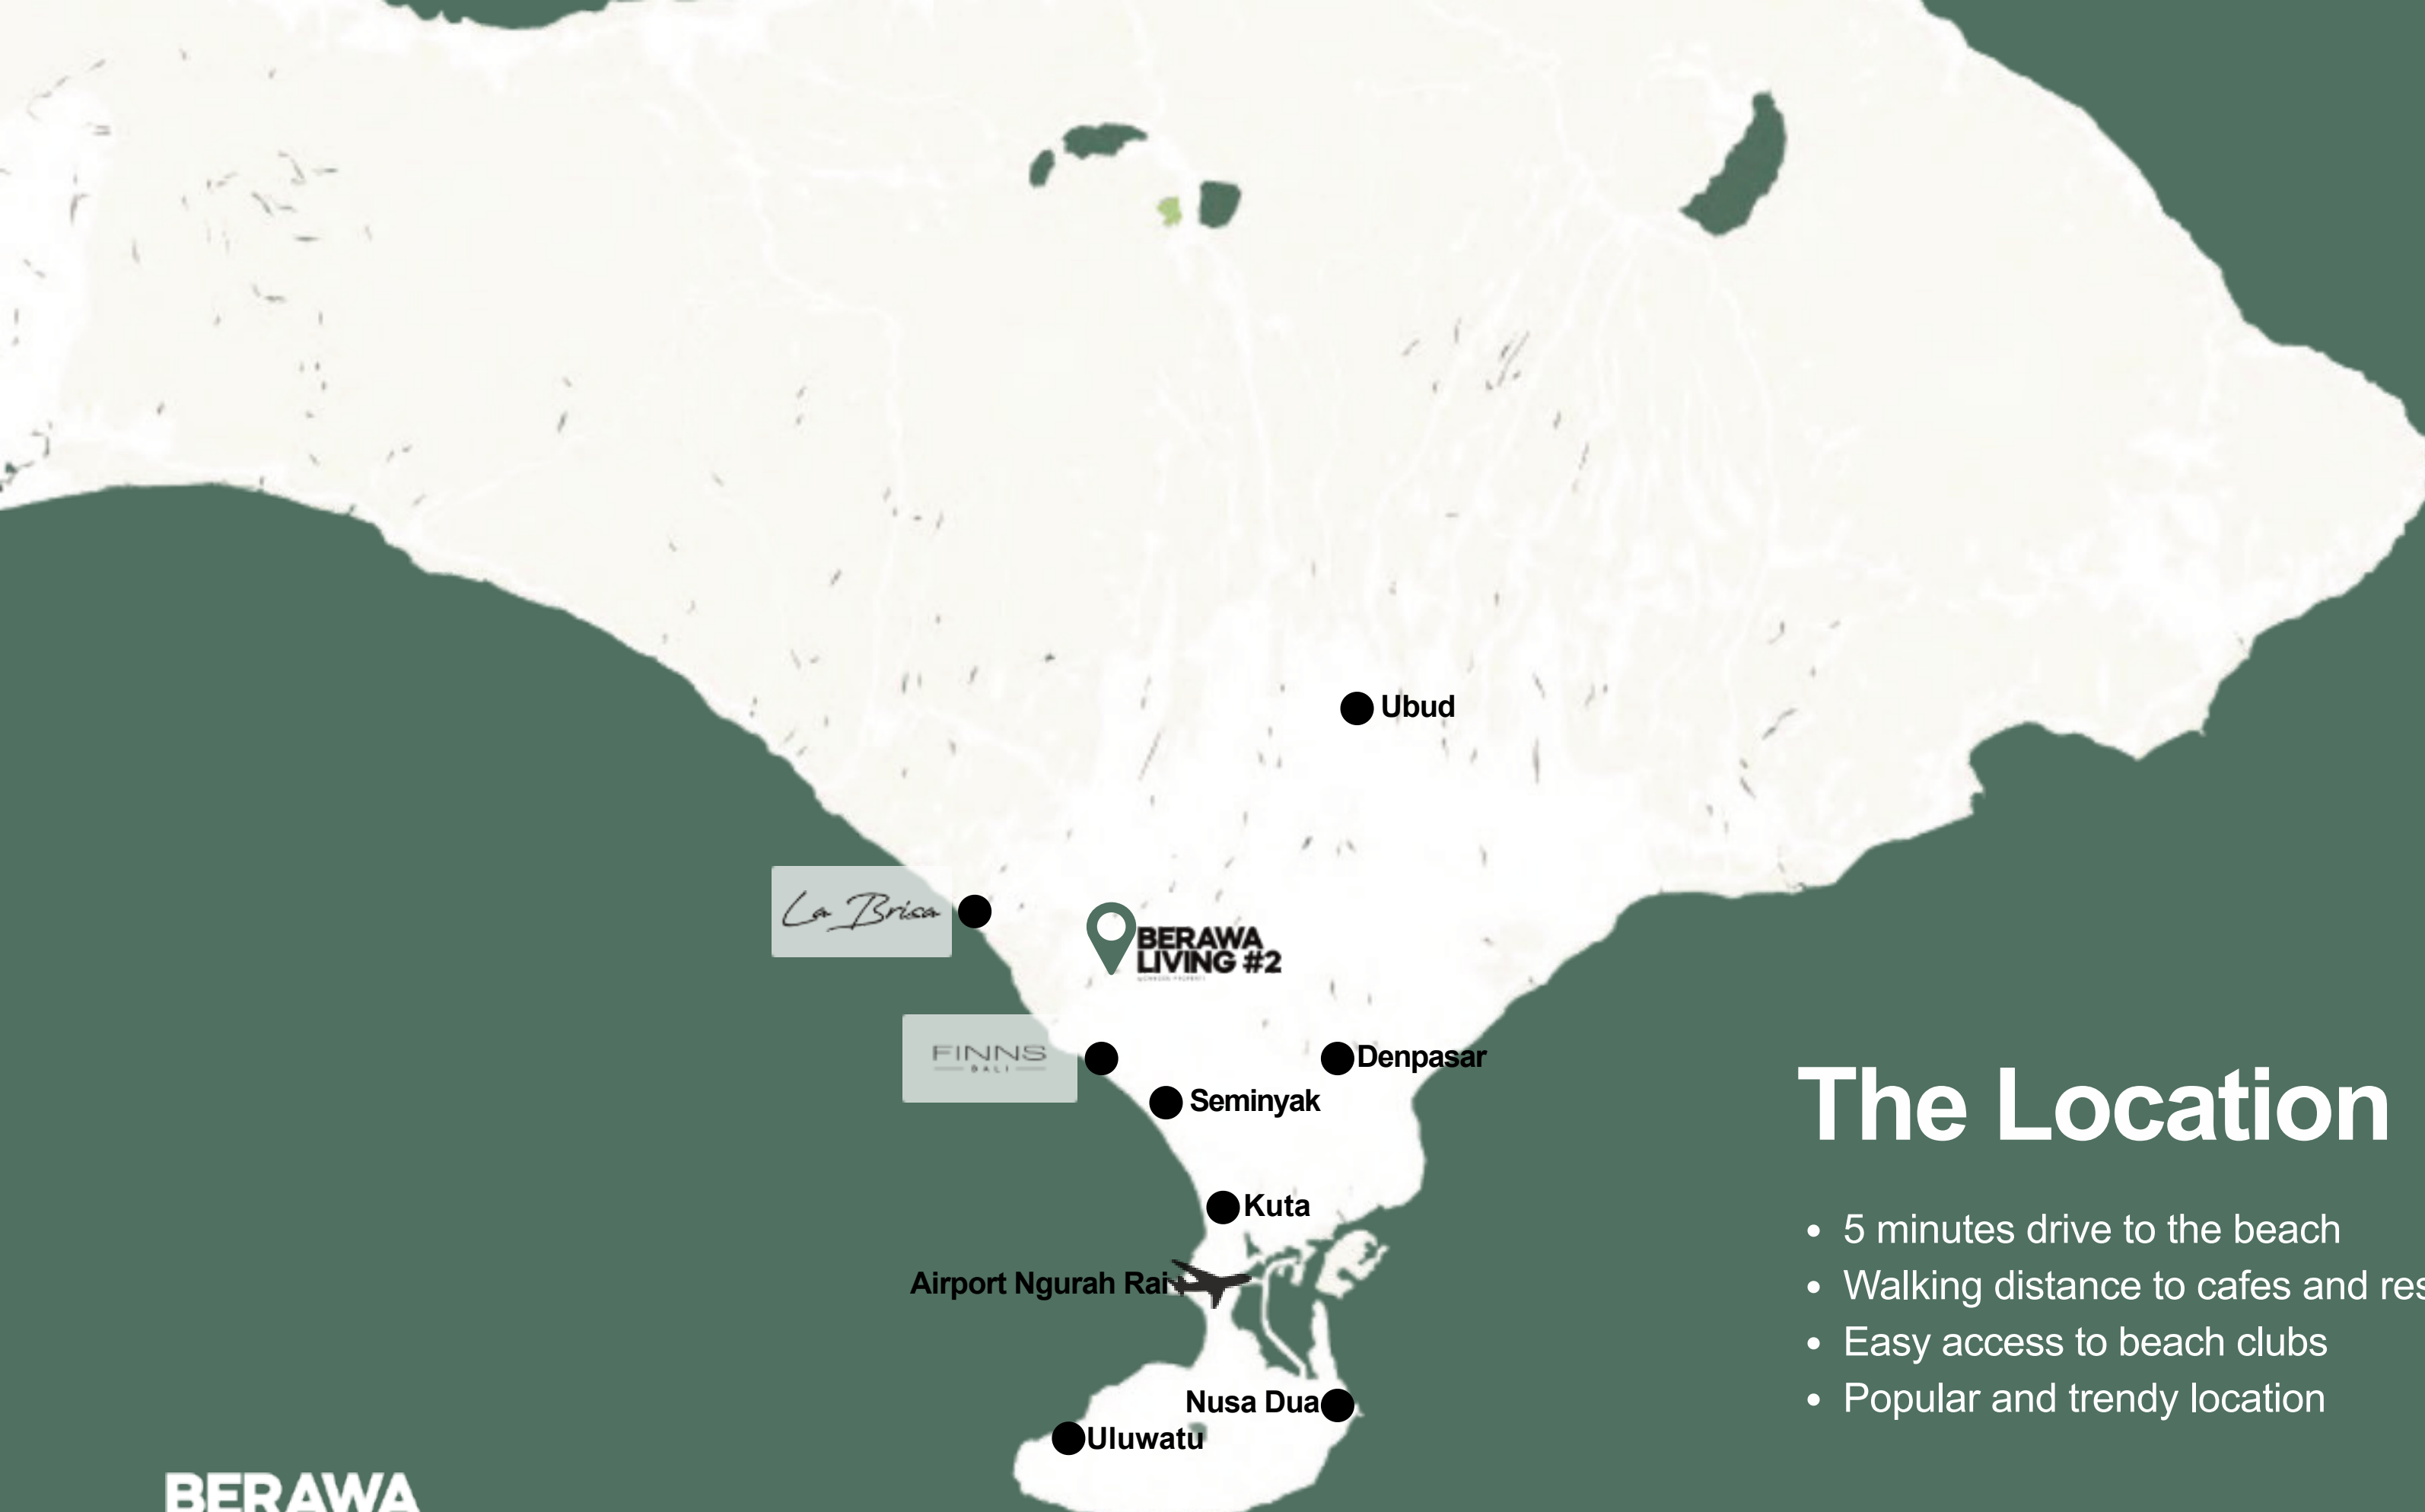 Ubud
La Brisa
BERAWA
LIVING #2
FINNS
BALI
Denpasar
Seminyak
The Location
Kuta
• 5 minutes drive to the beach
Airport Ngurah Rai
• Walking distance to cafes and res
• Easy access to beach clubs
• Popular and trendy location
Nusa Dua
Uluwatu
BERAWA